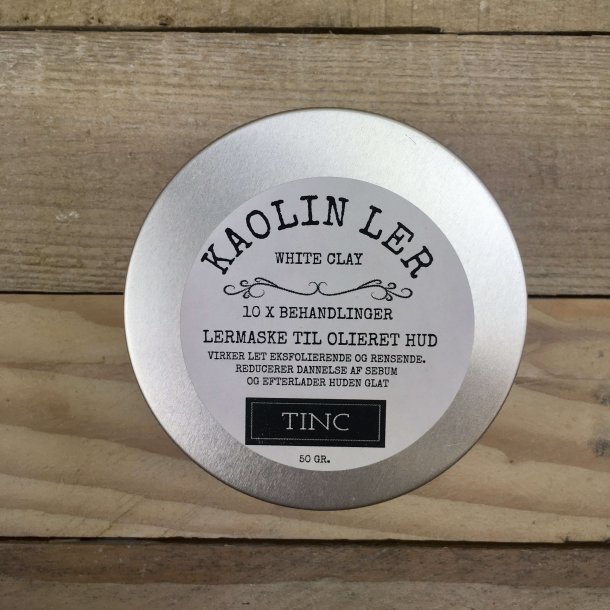 KAOLIN LER
WHITE CLAY
10 X BEHANDLINGER
LERMASKE TIL OLIERET HUD
VIRKER LET EKSFOLIERENDE OG RENSENDE.
REDUCERER DANNELSE AF SEBUM
OG EFTERLADER HUDEN GLAT
TINC
50 GR.